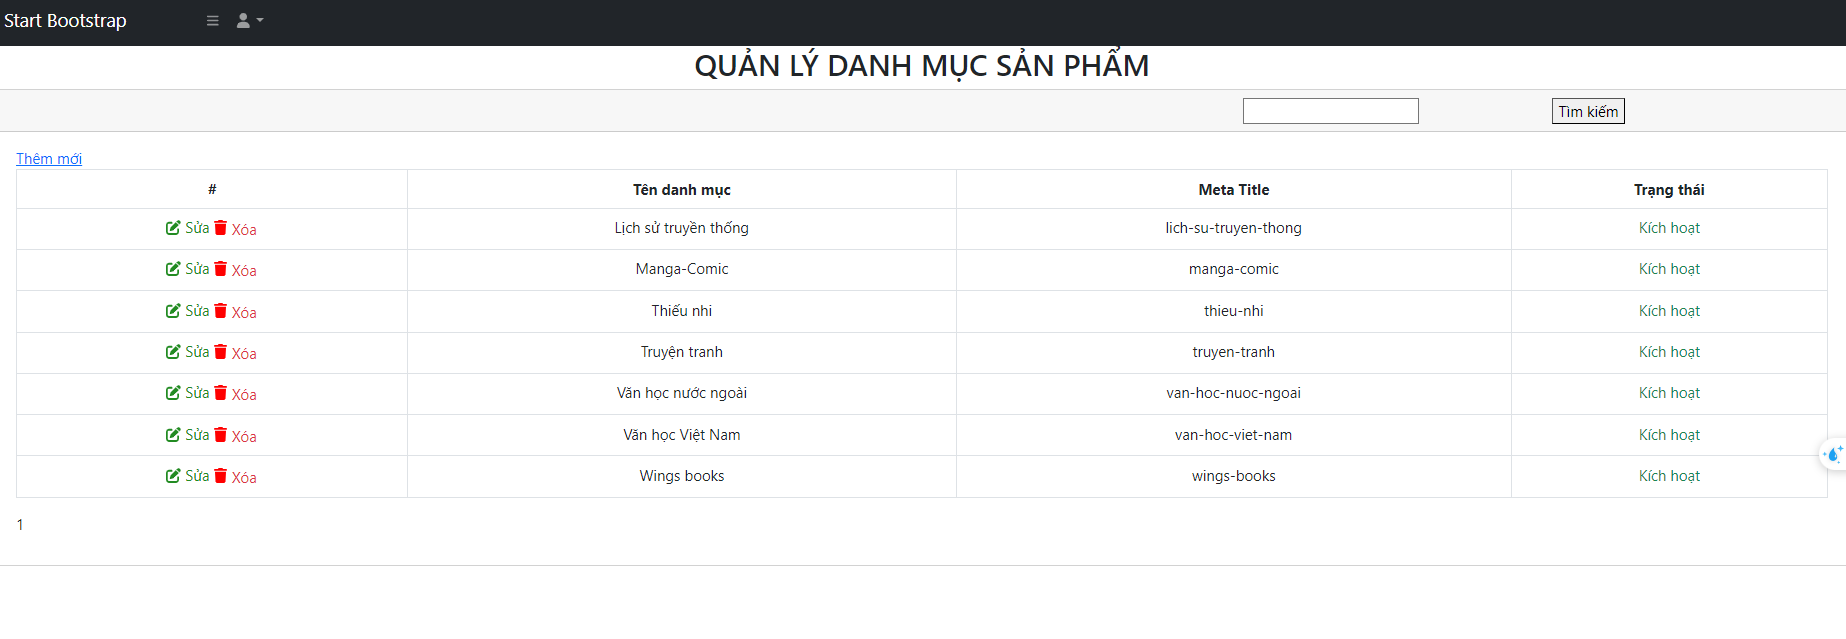 Start Bootstrap
QUẢN LÝ DANH MỤC SẢN PHẨM
Tìm kiếm
Thêm mới
# Tên danh mục Meta Title Trạng thái
Sửa Xóa Lịch sử truyền thống lich-su-truyen-thong Kích hoạt
Sửa Xóa Manga-Comic manga-comic Kích hoạt
Sửa Xóa Thiếu nhi thieu-nhi Kích hoạt
Sửa Xóa Truyện tranh truyen-tranh Kích hoạt
Sửa Xóa Văn học nước ngoài van-hoc-nuoc-ngoai Kích hoạt
Sửa Xóa Văn học Việt Nam van-hoc-viet-nam Kích hoạt
Sửa Xóa Wings books wings-books Kích hoạt
1